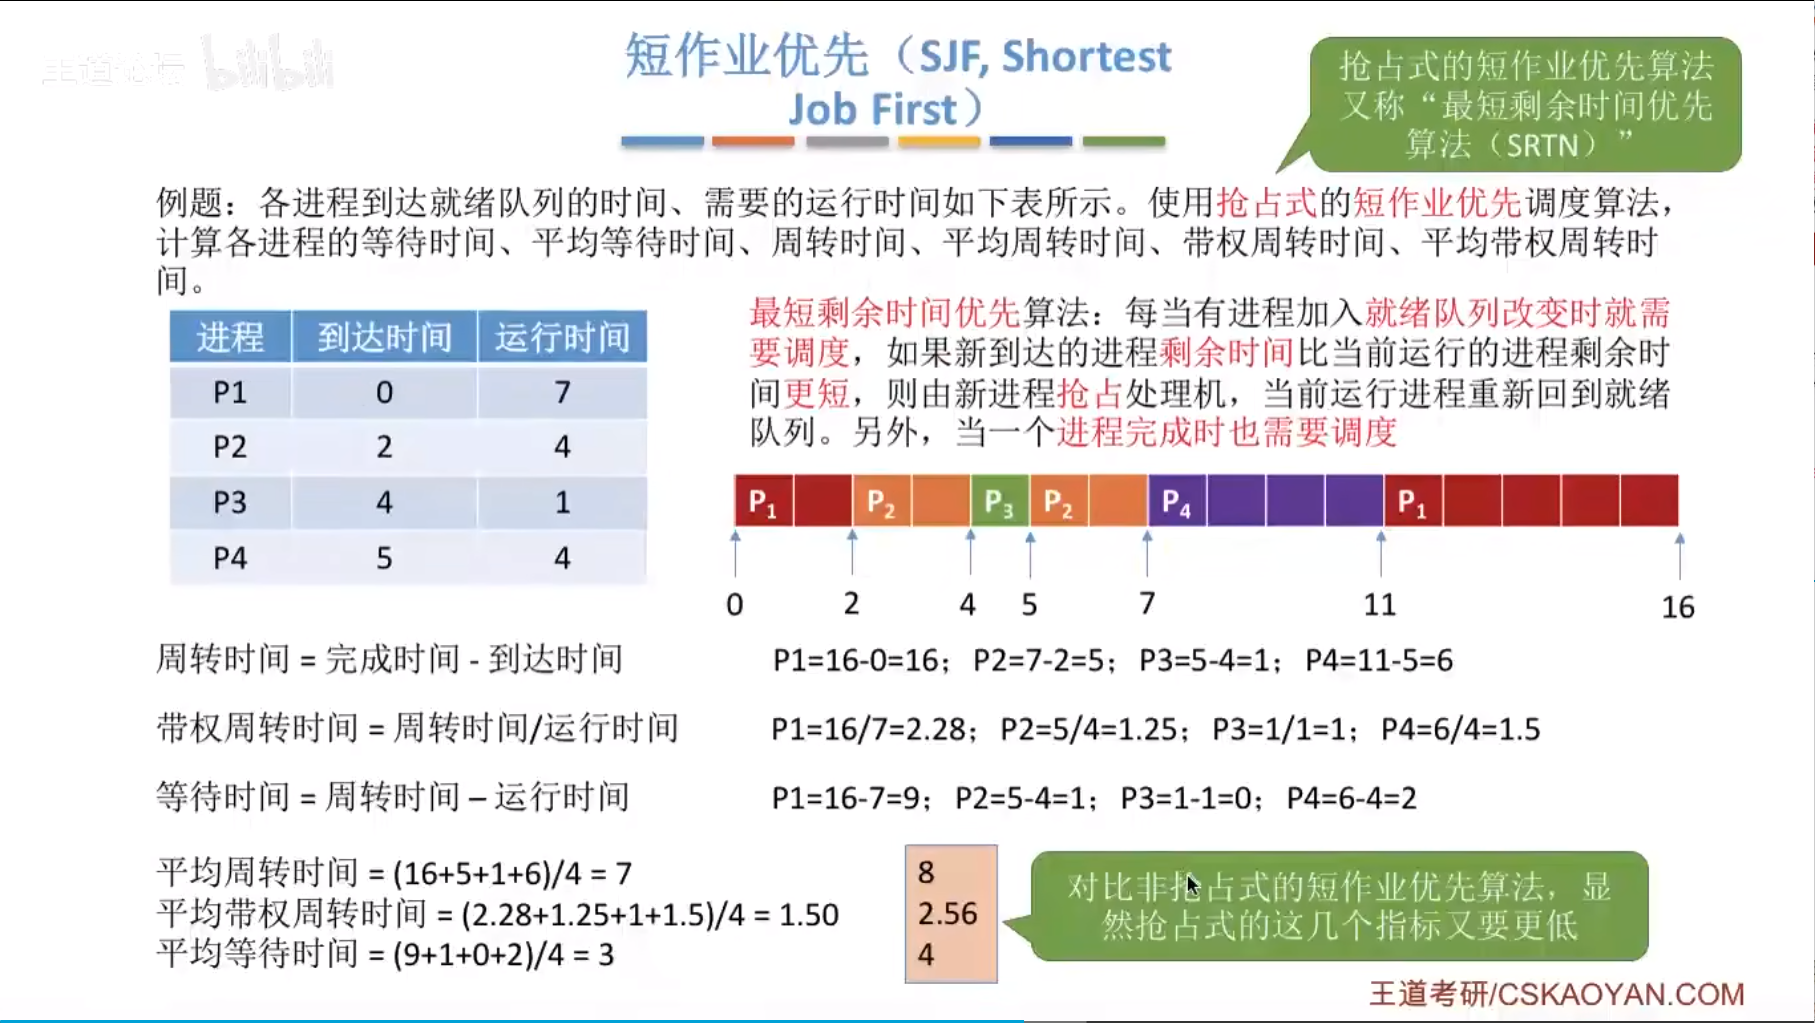 王道论坛 bilibili
短作业优先（SJF, Shortest
Job First）
抢占式的短作业优先算法
又称“最短剩余时间优先
算法（SRTN）”
例题：各进程到达就绪队列的时间、需要的运行时间如下表所示。使用抢占式的短作业优先调度算法，
计算各进程的等待时间、平均等待时间、周转时间、平均周转时间、带权周转时间、平均带权周转时
间。
进程 到达时间 运行时间
P1 0 7
P2 2 4
P3 4 1
P4 5 4
最短剩余时间优先算法：每当有进程加入就绪队列改变时就需
要调度，如果新到达的进程剩余时间比当前运行的进程剩余时
间更短，则由新进程抢占处理机，当前运行进程重新回到就绪
队列。另外，当一个进程完成时也需要调度
P1 P2 P3 P2 P4 P1
0 2 4 5 7 11 16
周转时间 = 完成时间 - 到达时间
P1=16-0=16；P2=7-2=5；P3=5-4=1；P4=11-5=6
带权周转时间 = 周转时间/运行时间
P1=16/7=2.28；P2=5/4=1.25；P3=1/1=1；P4=6/4=1.5
等待时间 = 周转时间 – 运行时间
P1=16-7=9；P2=5-4=1；P3=1-1=0；P4=6-4=2
平均周转时间 = (16+5+1+6)/4 = 7
平均带权周转时间 = (2.28+1.25+1+1.5)/4 = 1.50
平均等待时间 = (9+1+0+2)/4 = 3
8
2.56
4
对比非抢占式的短作业优先算法，显
然抢占式的这几个指标又要更低
王道考研/CSKAOYAN.COM